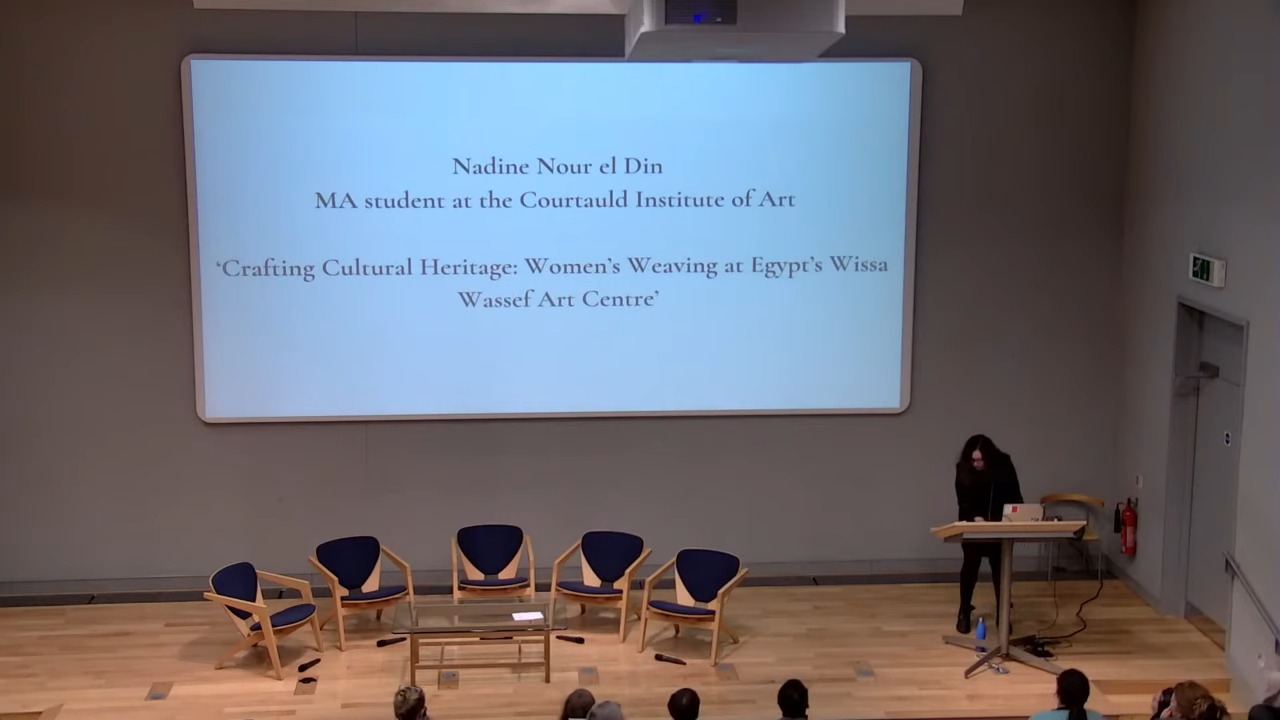 Nadine Nour el Din
MA student at the Courtauld Institute of Art
‘Crafting Cultural Heritage: Women’s Weaving at Egypt’s Wissa
Wassef Art Centre’